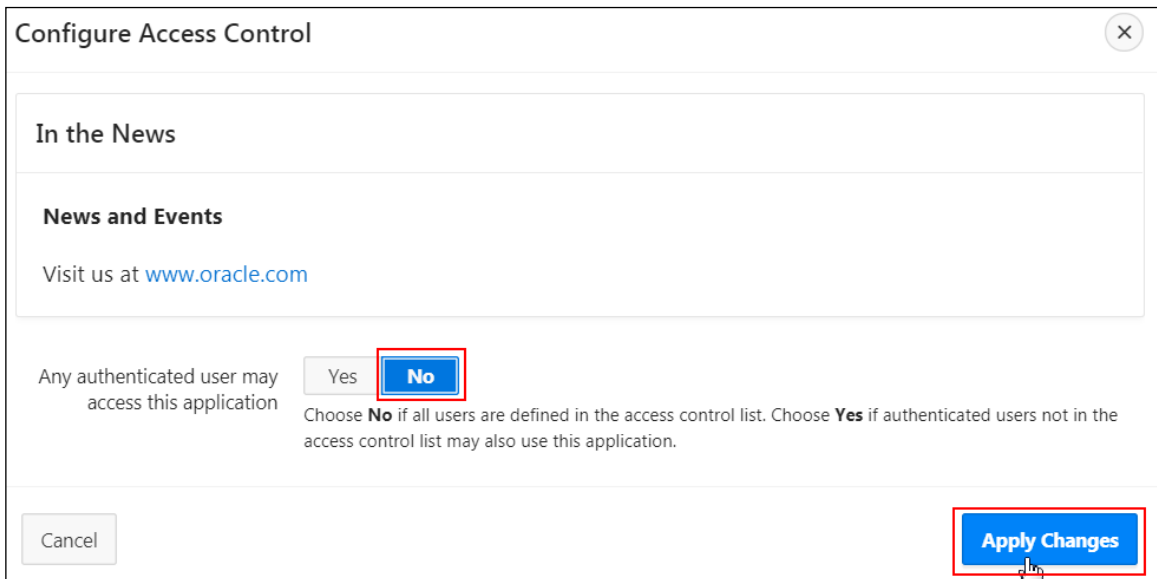 Configure Access Control
In the News
News and Events
Visit us at www.oracle.com
Any authenticated user may
access this application
Yes
No
Choose No if all users are defined in the access control list. Choose Yes if authenticated users not in the
access control list may also use this application.
Cancel
Apply Changes